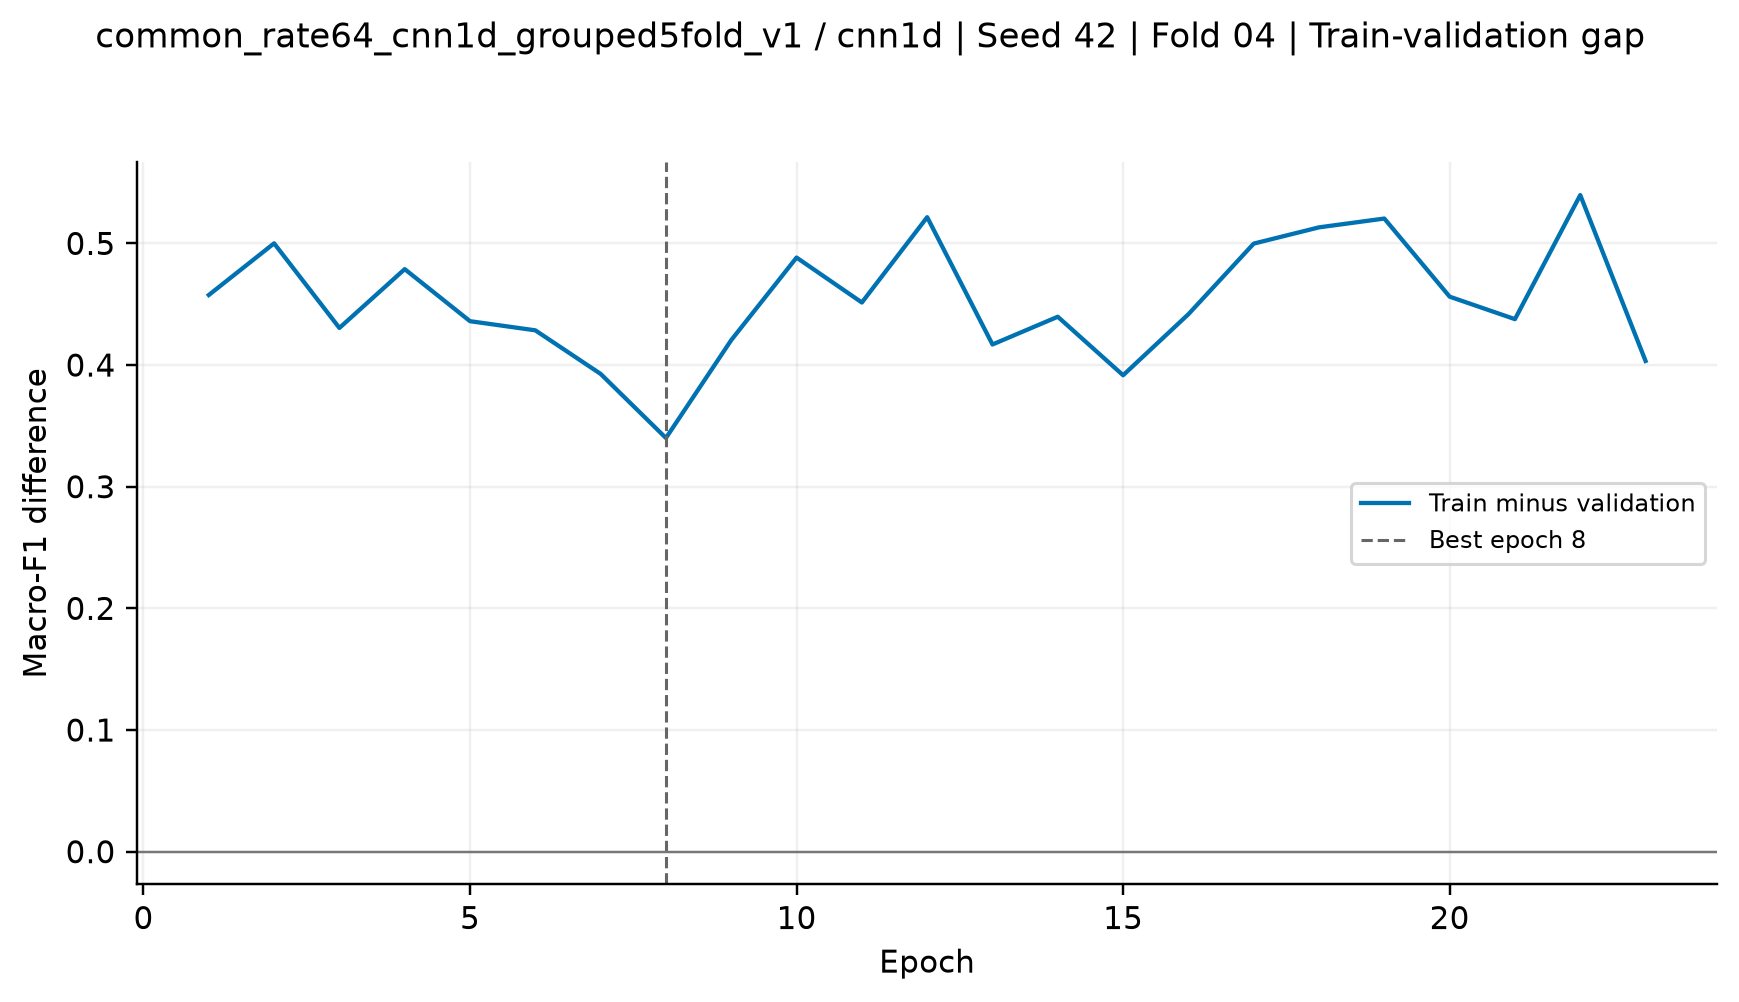 common_rate64_cnn1d_grouped5fold_v1 / cnn1d | Seed 42 | Fold 04 | Train-validation gap
Macro-F1 difference
0.5
0.4
0.3
0.2
0.1
0.0
Train minus validation
Best epoch 8
0 5 10 15 20
Epoch